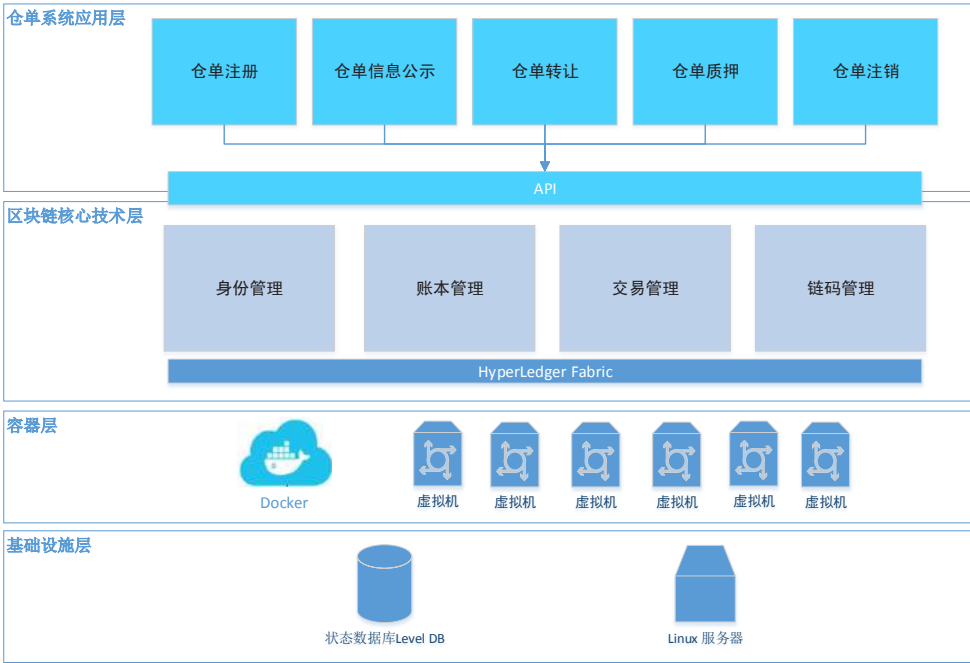 仓单系统应用层
仓单注册
仓单信息公示
仓单转让
仓单质押
仓单注销
API
区块链核心技术层
身份管理
账本管理
交易管理
链码管理
HyperLedger Fabric
容器层
Docker
虚拟机
虚拟机
虚拟机
虚拟机
虚拟机
虚拟机
基础设施层
状态数据库Level DB
Linux 服务器